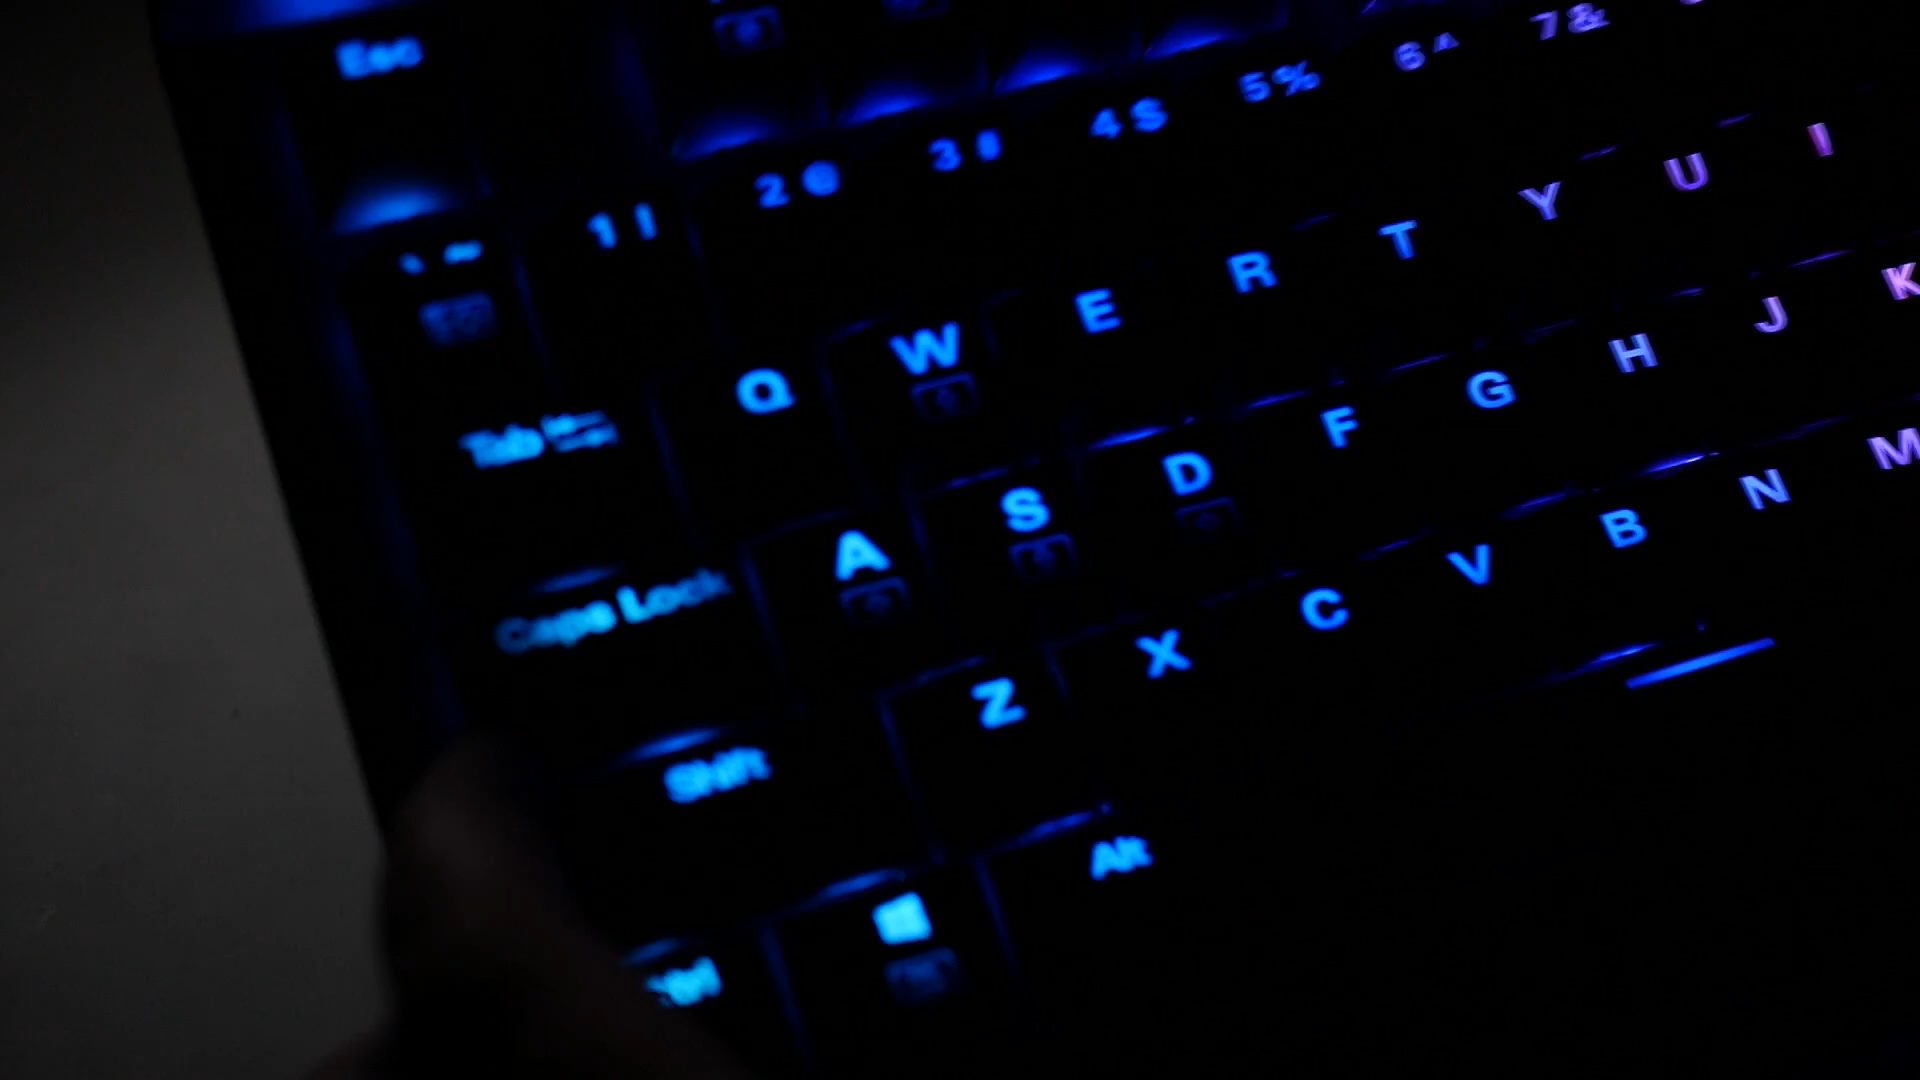 Esc
` ~ 1 ! 2 @ 3 # 4 $ 5 % 6 ^ 7 &
Tab Q W E R T Y U I
Caps Lock A S D F G H J K
Shift Z X C V B N M
Alt